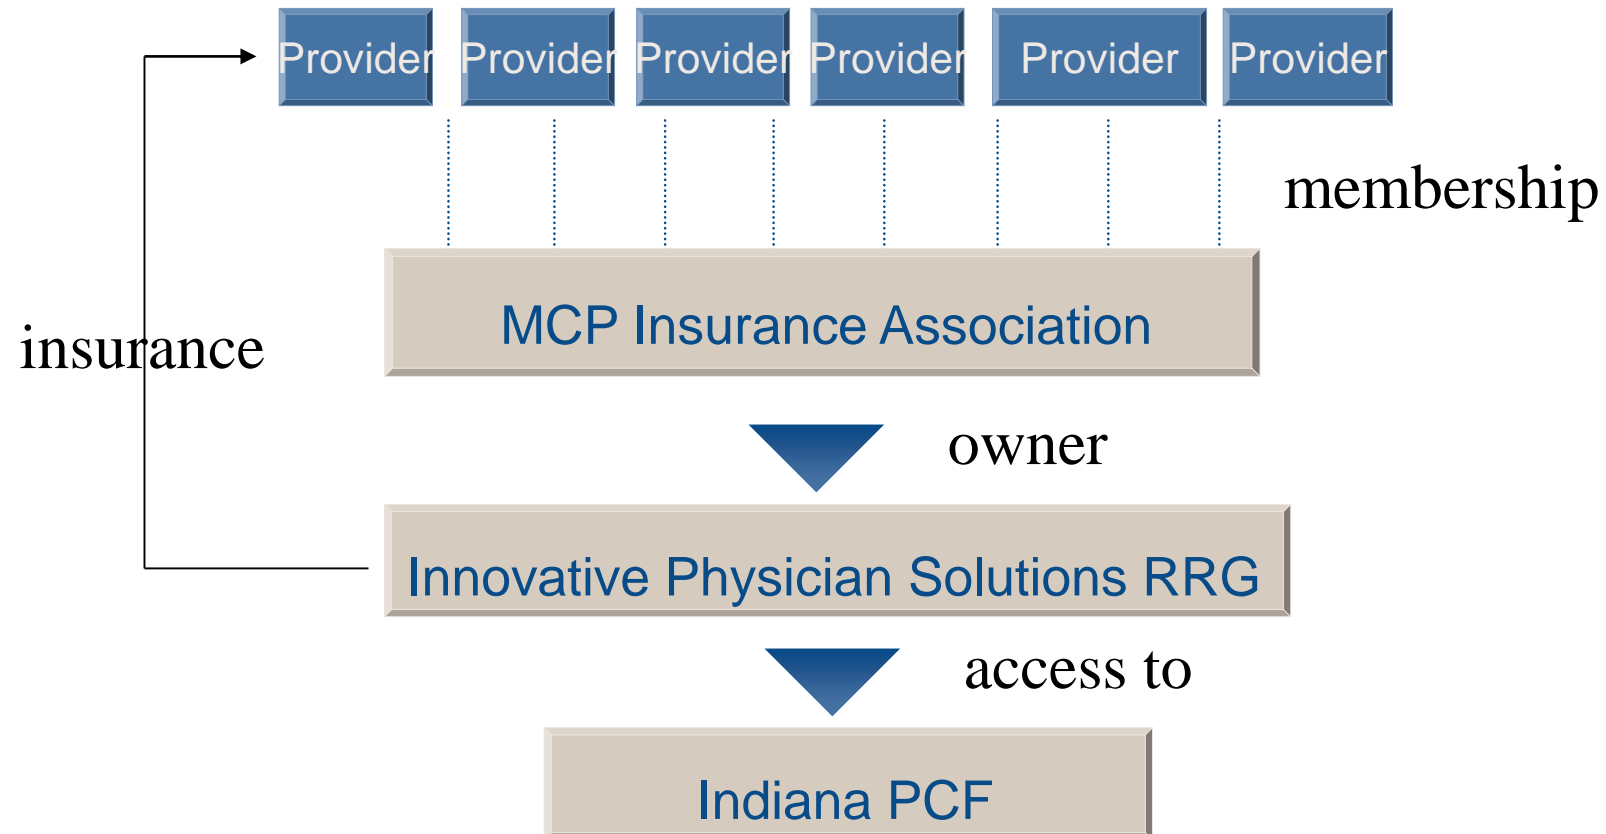 Provider Provider Provider Provider Provider Provider
membership
MCP Insurance Association
insurance
owner
Innovative Physician Solutions RRG
access to
Indiana PCF